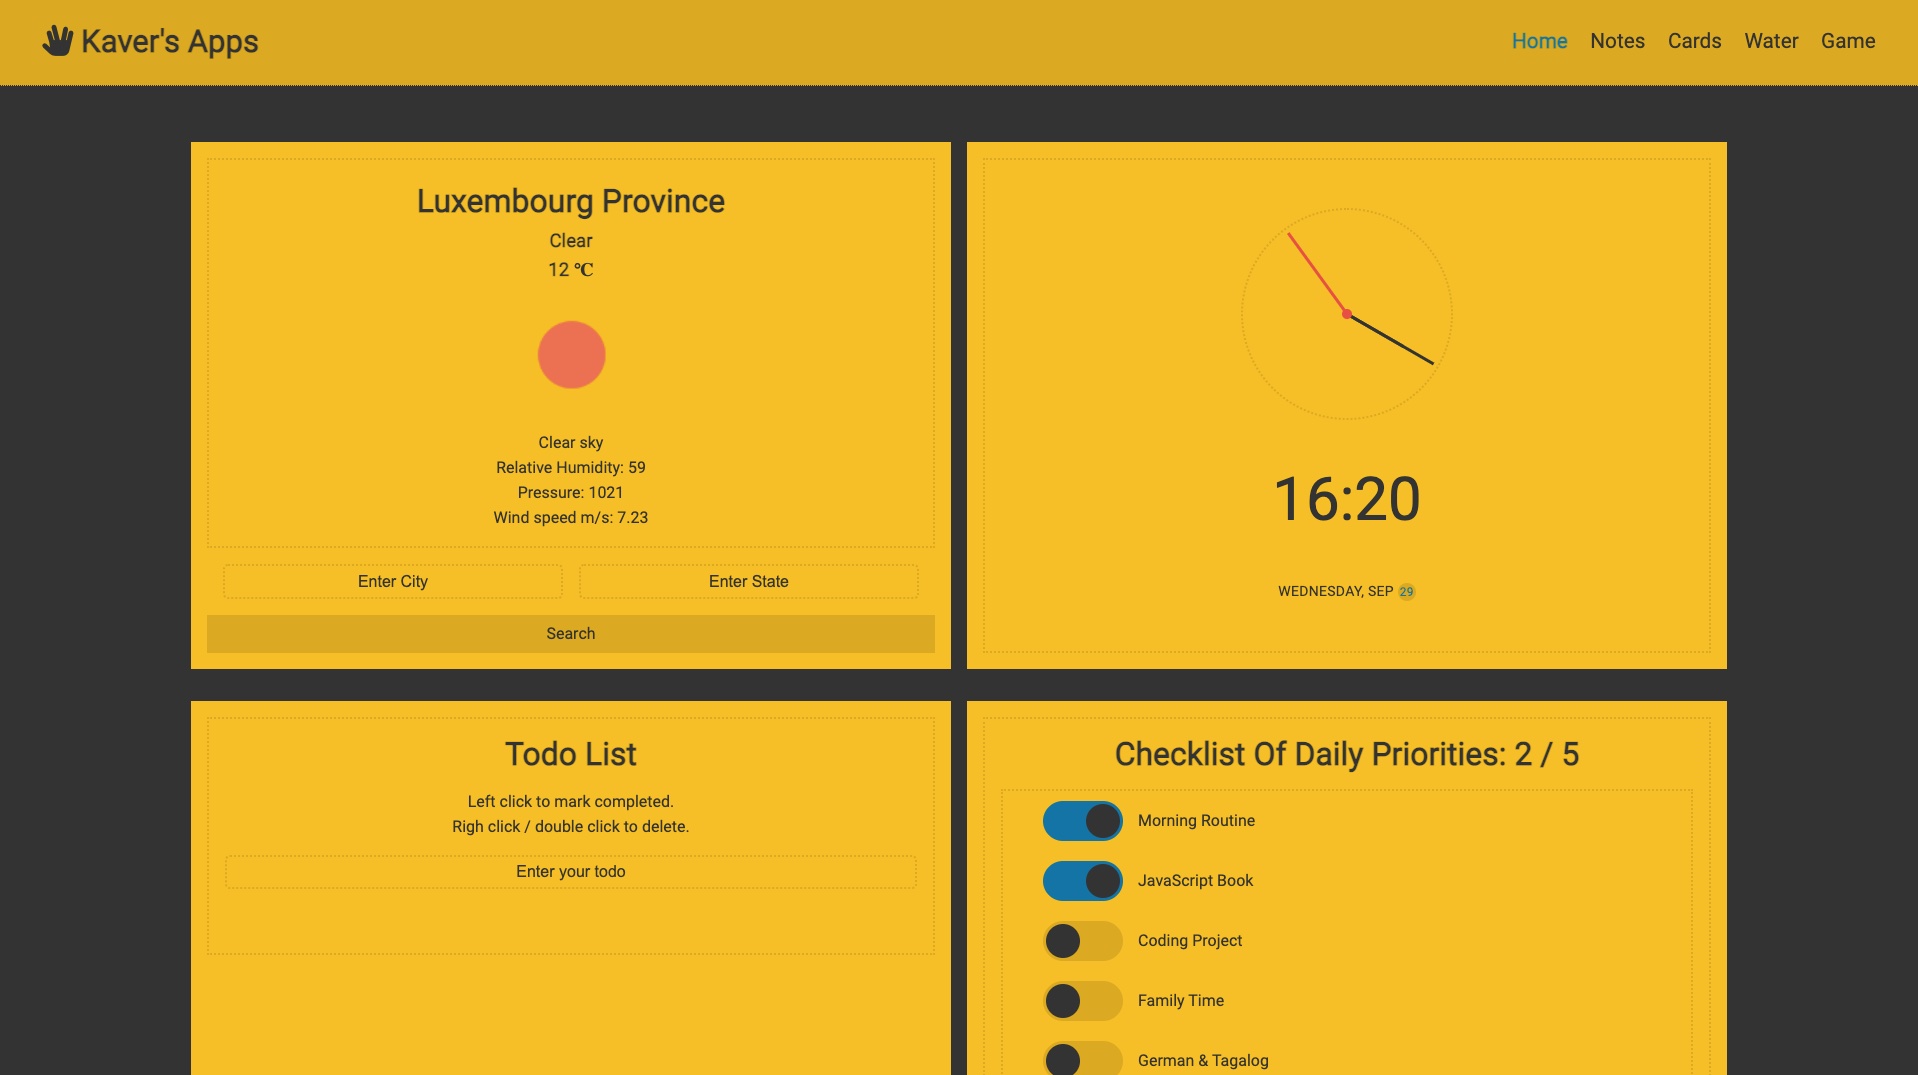 Kaver's Apps
Home Notes Cards Water Game
Luxembourg Province
Clear
12 ℃
Clear sky
Relative Humidity: 59
Pressure: 1021
Wind speed m/s: 7.23
Enter City
Enter State
Search
16:20
WEDNESDAY, SEP 29
Todo List
Left click to mark completed.
Righ click / double click to delete.
Enter your todo
Checklist Of Daily Priorities: 2 / 5
Morning Routine
JavaScript Book
Coding Project
Family Time
German & Tagalog